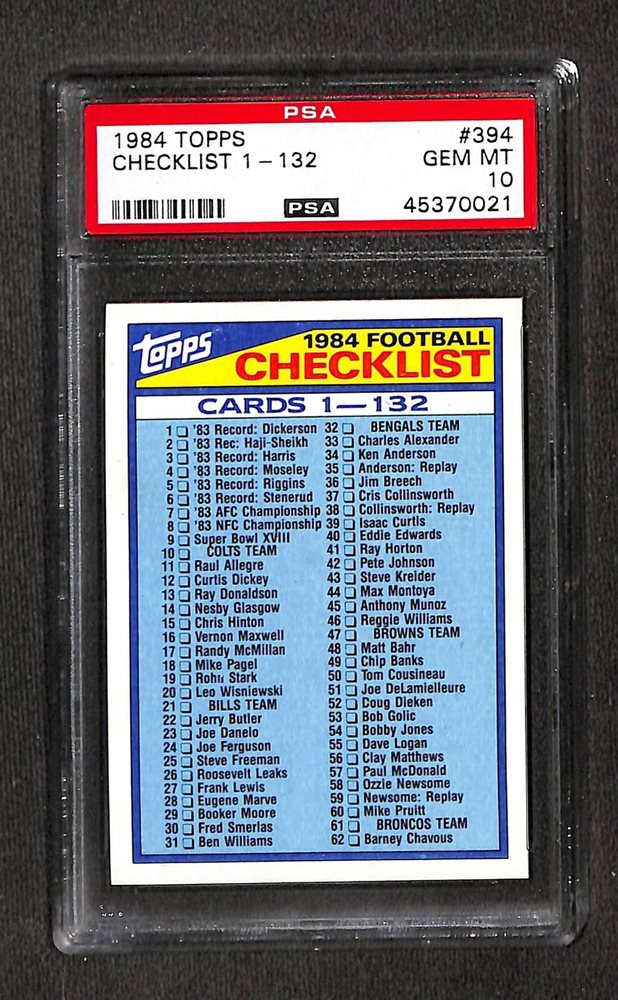 PSA
1984 TOPPS #394
CHECKLIST 1-132 GEM MT
10
PSA 45370021
topps
1984 FOOTBALL
CHECKLIST
CARDS 1—132
1 '83 Record: Dickerson
2 '83 Rec: Haji-Sheikh
3 '83 Record: Harris
4 '83 Record: Moseley
5 '83 Record: Riggins
6 '83 Record: Stenerud
7 '83 AFC Championship
8 '83 NFC Championship
9 Super Bowl XVIII
10 COLTS TEAM
11 Raul Allegre
12 Curtis Dickey
13 Ray Donaldson
14 Nesby Glasgow
15 Chris Hinton
16 Vernon Maxwell
17 Randy McMillan
18 Mike Pagel
19 Rohn Stark
20 Leo Wisniewski
21 BILLS TEAM
22 Jerry Butler
23 Joe Danelo
24 Joe Ferguson
25 Steve Freeman
26 Roosevelt Leaks
27 Frank Lewis
28 Eugene Marve
29 Booker Moore
30 Fred Smerlas
31 Ben Williams
32 BENGALS TEAM
33 Charles Alexander
34 Ken Anderson
35 Anderson: Replay
36 Jim Breech
37 Cris Collinsworth
38 Collinsworth: Replay
39 Isaac Curtis
40 Eddie Edwards
41 Ray Horton
42 Pete Johnson
43 Steve Kreider
44 Max Montoya
45 Anthony Munoz
46 Reggie Williams
47 BROWNS TEAM
48 Matt Bahr
49 Chip Banks
50 Tom Cousineau
51 Joe DeLamielleure
52 Doug Dieken
53 Bob Golic
54 Bobby Jones
55 Dave Logan
56 Clay Matthews
57 Paul McDonald
58 Ozzie Newsome
59 Newsome: Replay
60 Mike Pruitt
61 BRONCOS TEAM
62 Barney Chavous